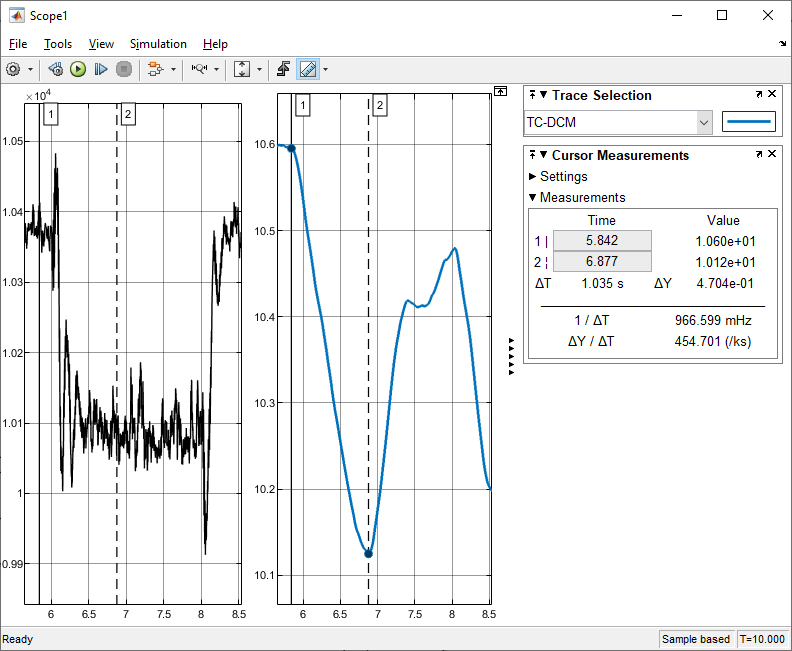 Scope1
File Tools View Simulation Help
×10⁴
1 2
1.05
1.04
1.03
1.02
1.01
1
0.99
6 6.5 7 7.5 8 8.5
1 2
10.6
10.5
10.4
10.3
10.2
10.1
6 6.5 7 7.5 8 8.5
Trace Selection
TC-DCM
Cursor Measurements
Settings
Measurements
Time Value
1 | 5.842 1.060e+01
2 ¦ 6.877 1.012e+01
ΔT 1.035 s ΔY 4.704e-01
1 / ΔT 966.599 mHz
ΔY / ΔT 454.701 (/ks)
Ready Sample based T=10.000